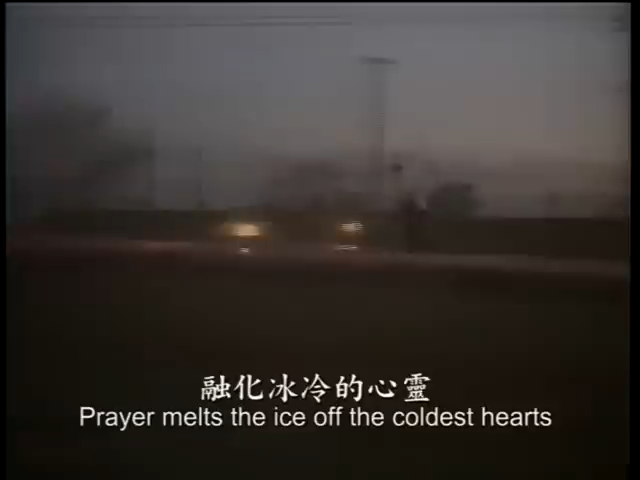 融化冰冷的心靈
Prayer melts the ice off the coldest hearts